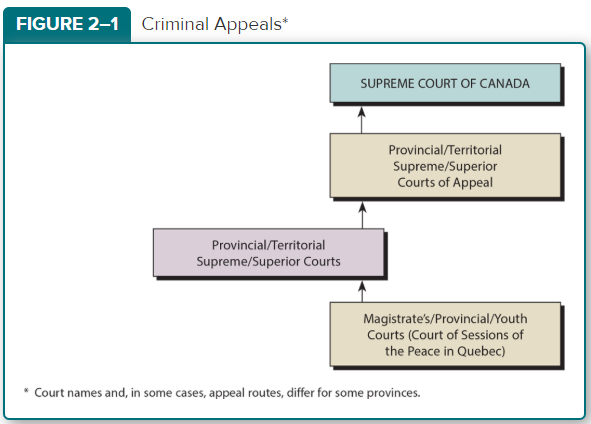 FIGURE 2–1 Criminal Appeals*
SUPREME COURT OF CANADA
Provincial/Territorial
Supreme/Superior
Courts of Appeal
Provincial/Territorial
Supreme/Superior Courts
Magistrate's/Provincial/Youth
Courts (Court of Sessions of
the Peace in Quebec)
* Court names and, in some cases, appeal routes, differ for some provinces.